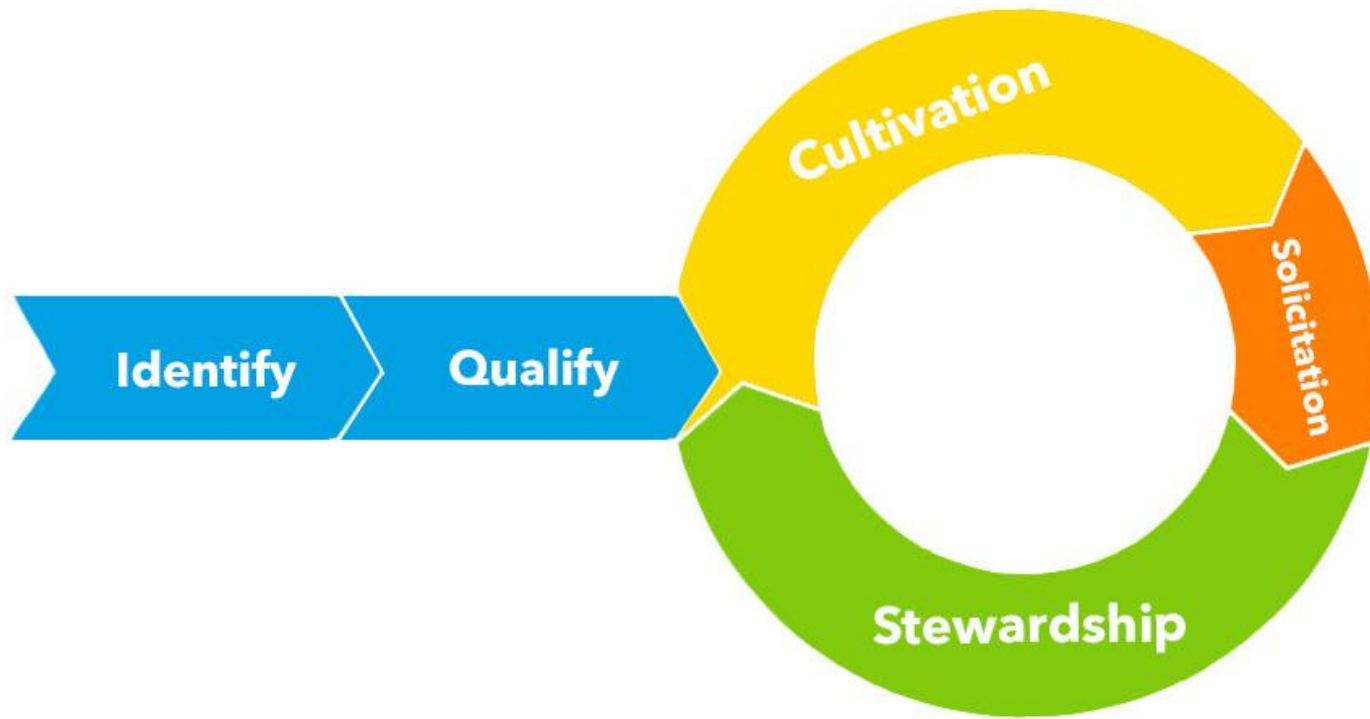 Identify
Qualify
Cultivation
Solicitation
Stewardship